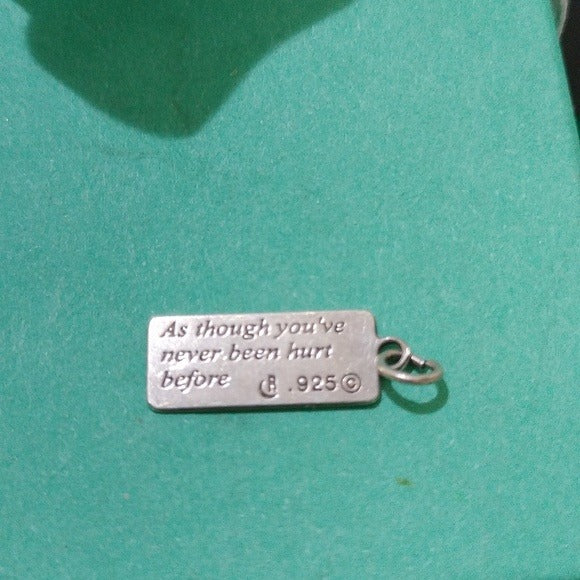 As though you've
never been hurt
before .925 ©